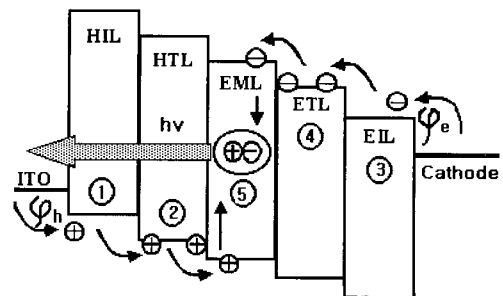 HIL
HTL
EML
ETL
EIL
hν
ITO
Cathode
φh
φe
①
②
③
④
⑤